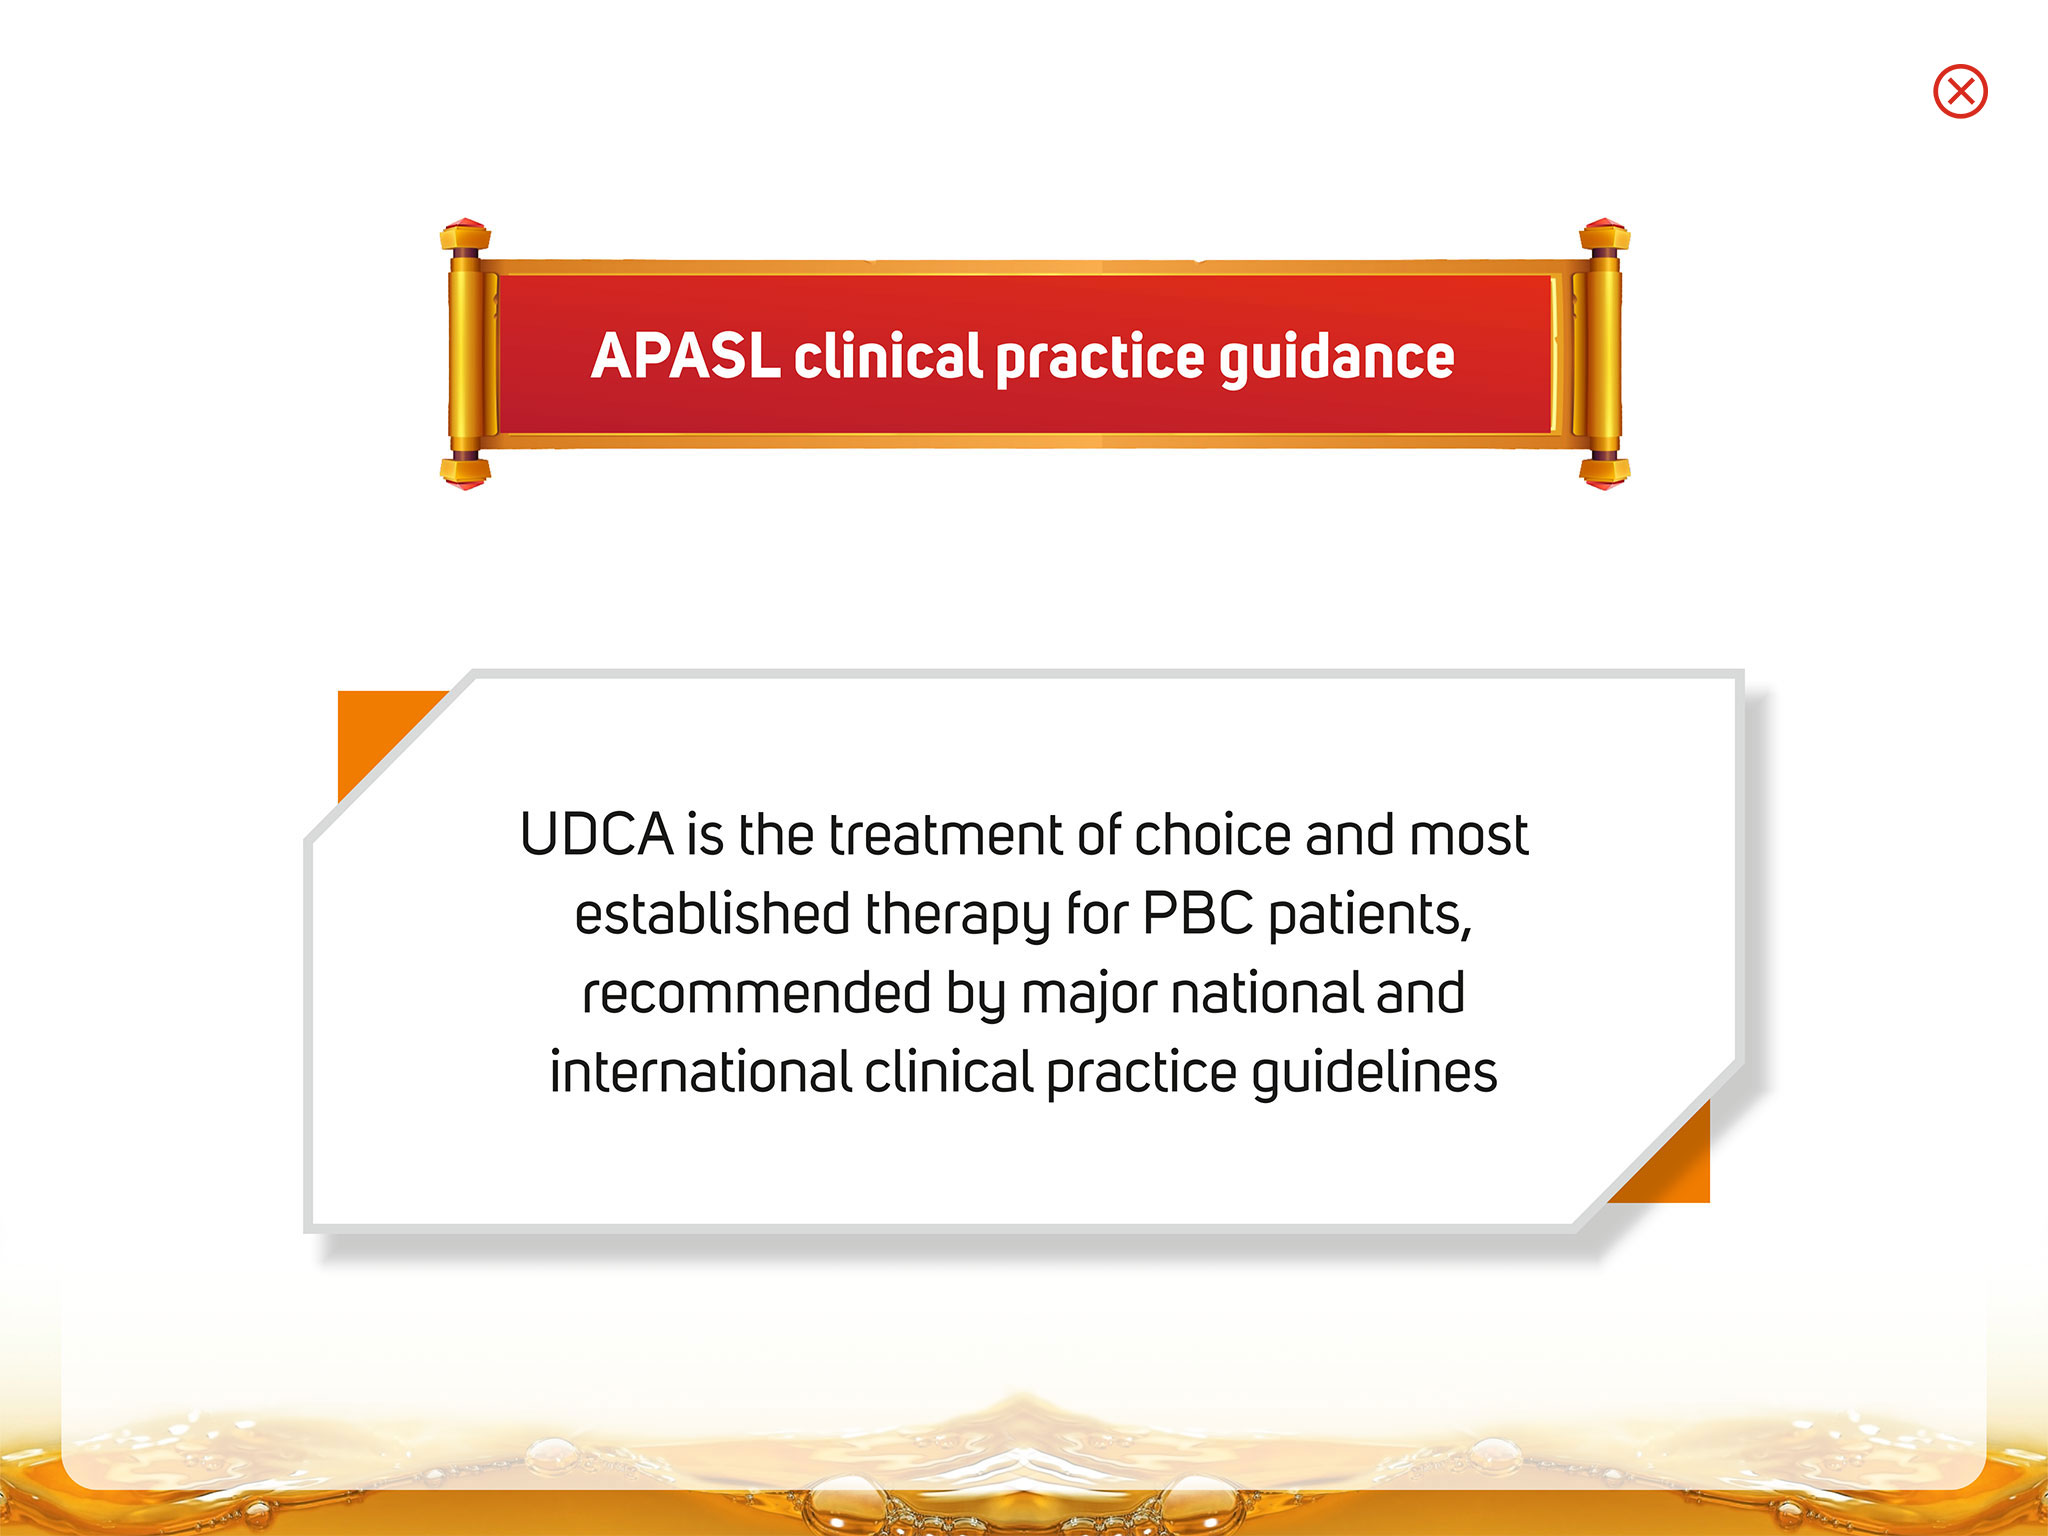 APASL clinical practice guidance
UDCA is the treatment of choice and most
established therapy for PBC patients,
recommended by major national and
international clinical practice guidelines